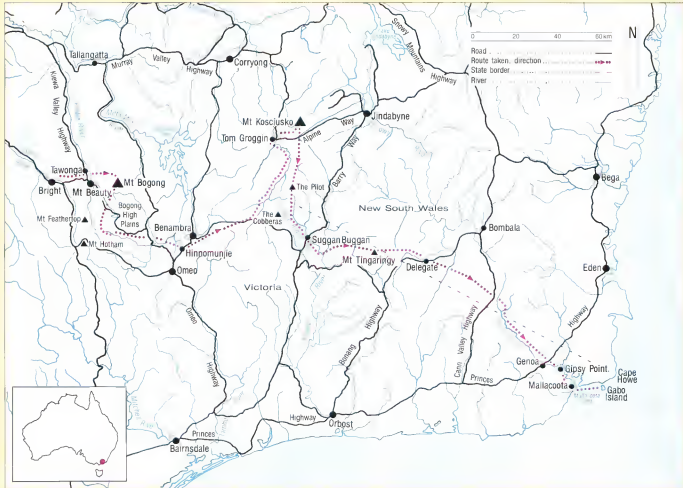 0 20 40 60 km
N
Road
Route taken, direction
State border
River
Tallangatta
Murray Valley Highway
Corryong
Snowy Mountains Highway
Kiewa Valley Highway
Mt Kosciusko
Jindabyne
Tom Groggin
Alpine Way
Tawonga
Bright
Mt Beauty
Mt Bogong
Barry Way
The Pilot
Bega
Bogong High Plains
New South Wales
Mt Feathertop
The Cobberas
Benambra
Bombala
Mt Hotham
Suggan Buggan
Hinnomunjie
Mt Tingaringy
Delegate
Eden
Omeo
Victoria
Omeo Highway
Bonang Highway
Cann Valley Highway
Princes Highway
Genoa
Gipsy Point.
Cape Howe
Mallacoota
Gabo Island
Princes Highway
Orbost
Bairnsdale